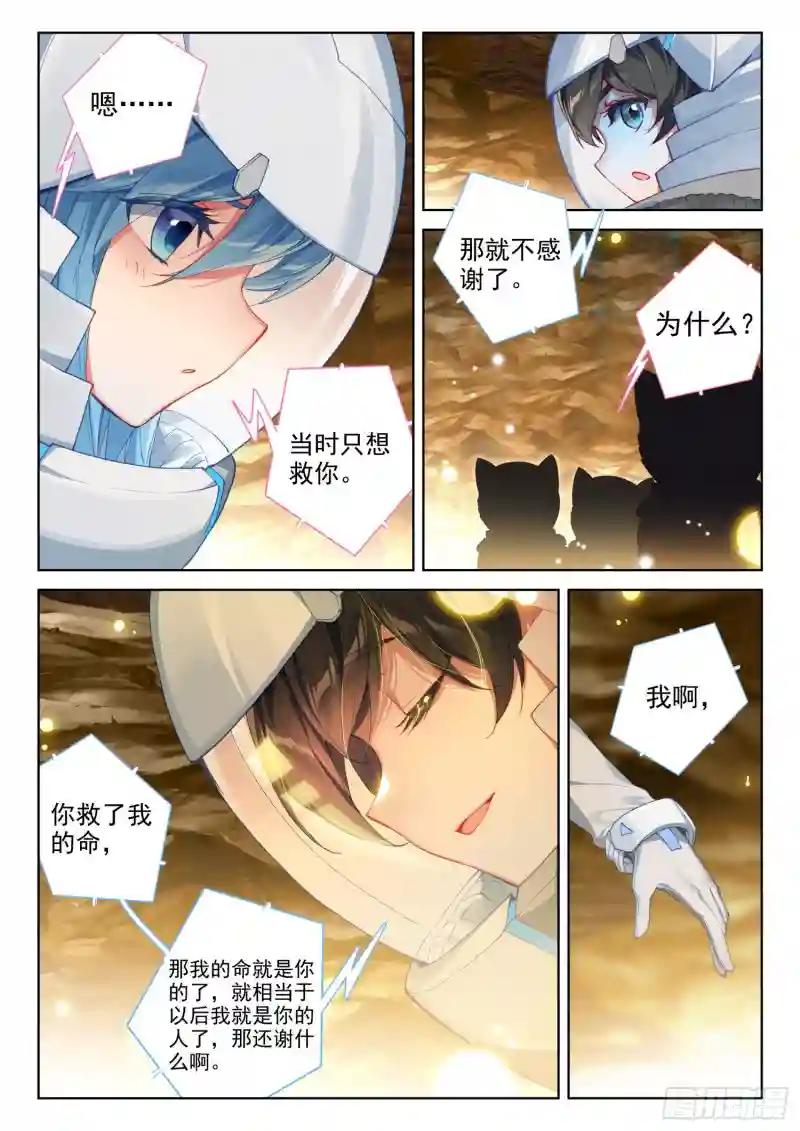 嗯……
当时只想
救你。
那就不感
谢了。
为什么？
我啊，
你救了我
的命，
那我的命就是你
的了，就相当于
以后我就是你的
人了，那还谢什
么啊。